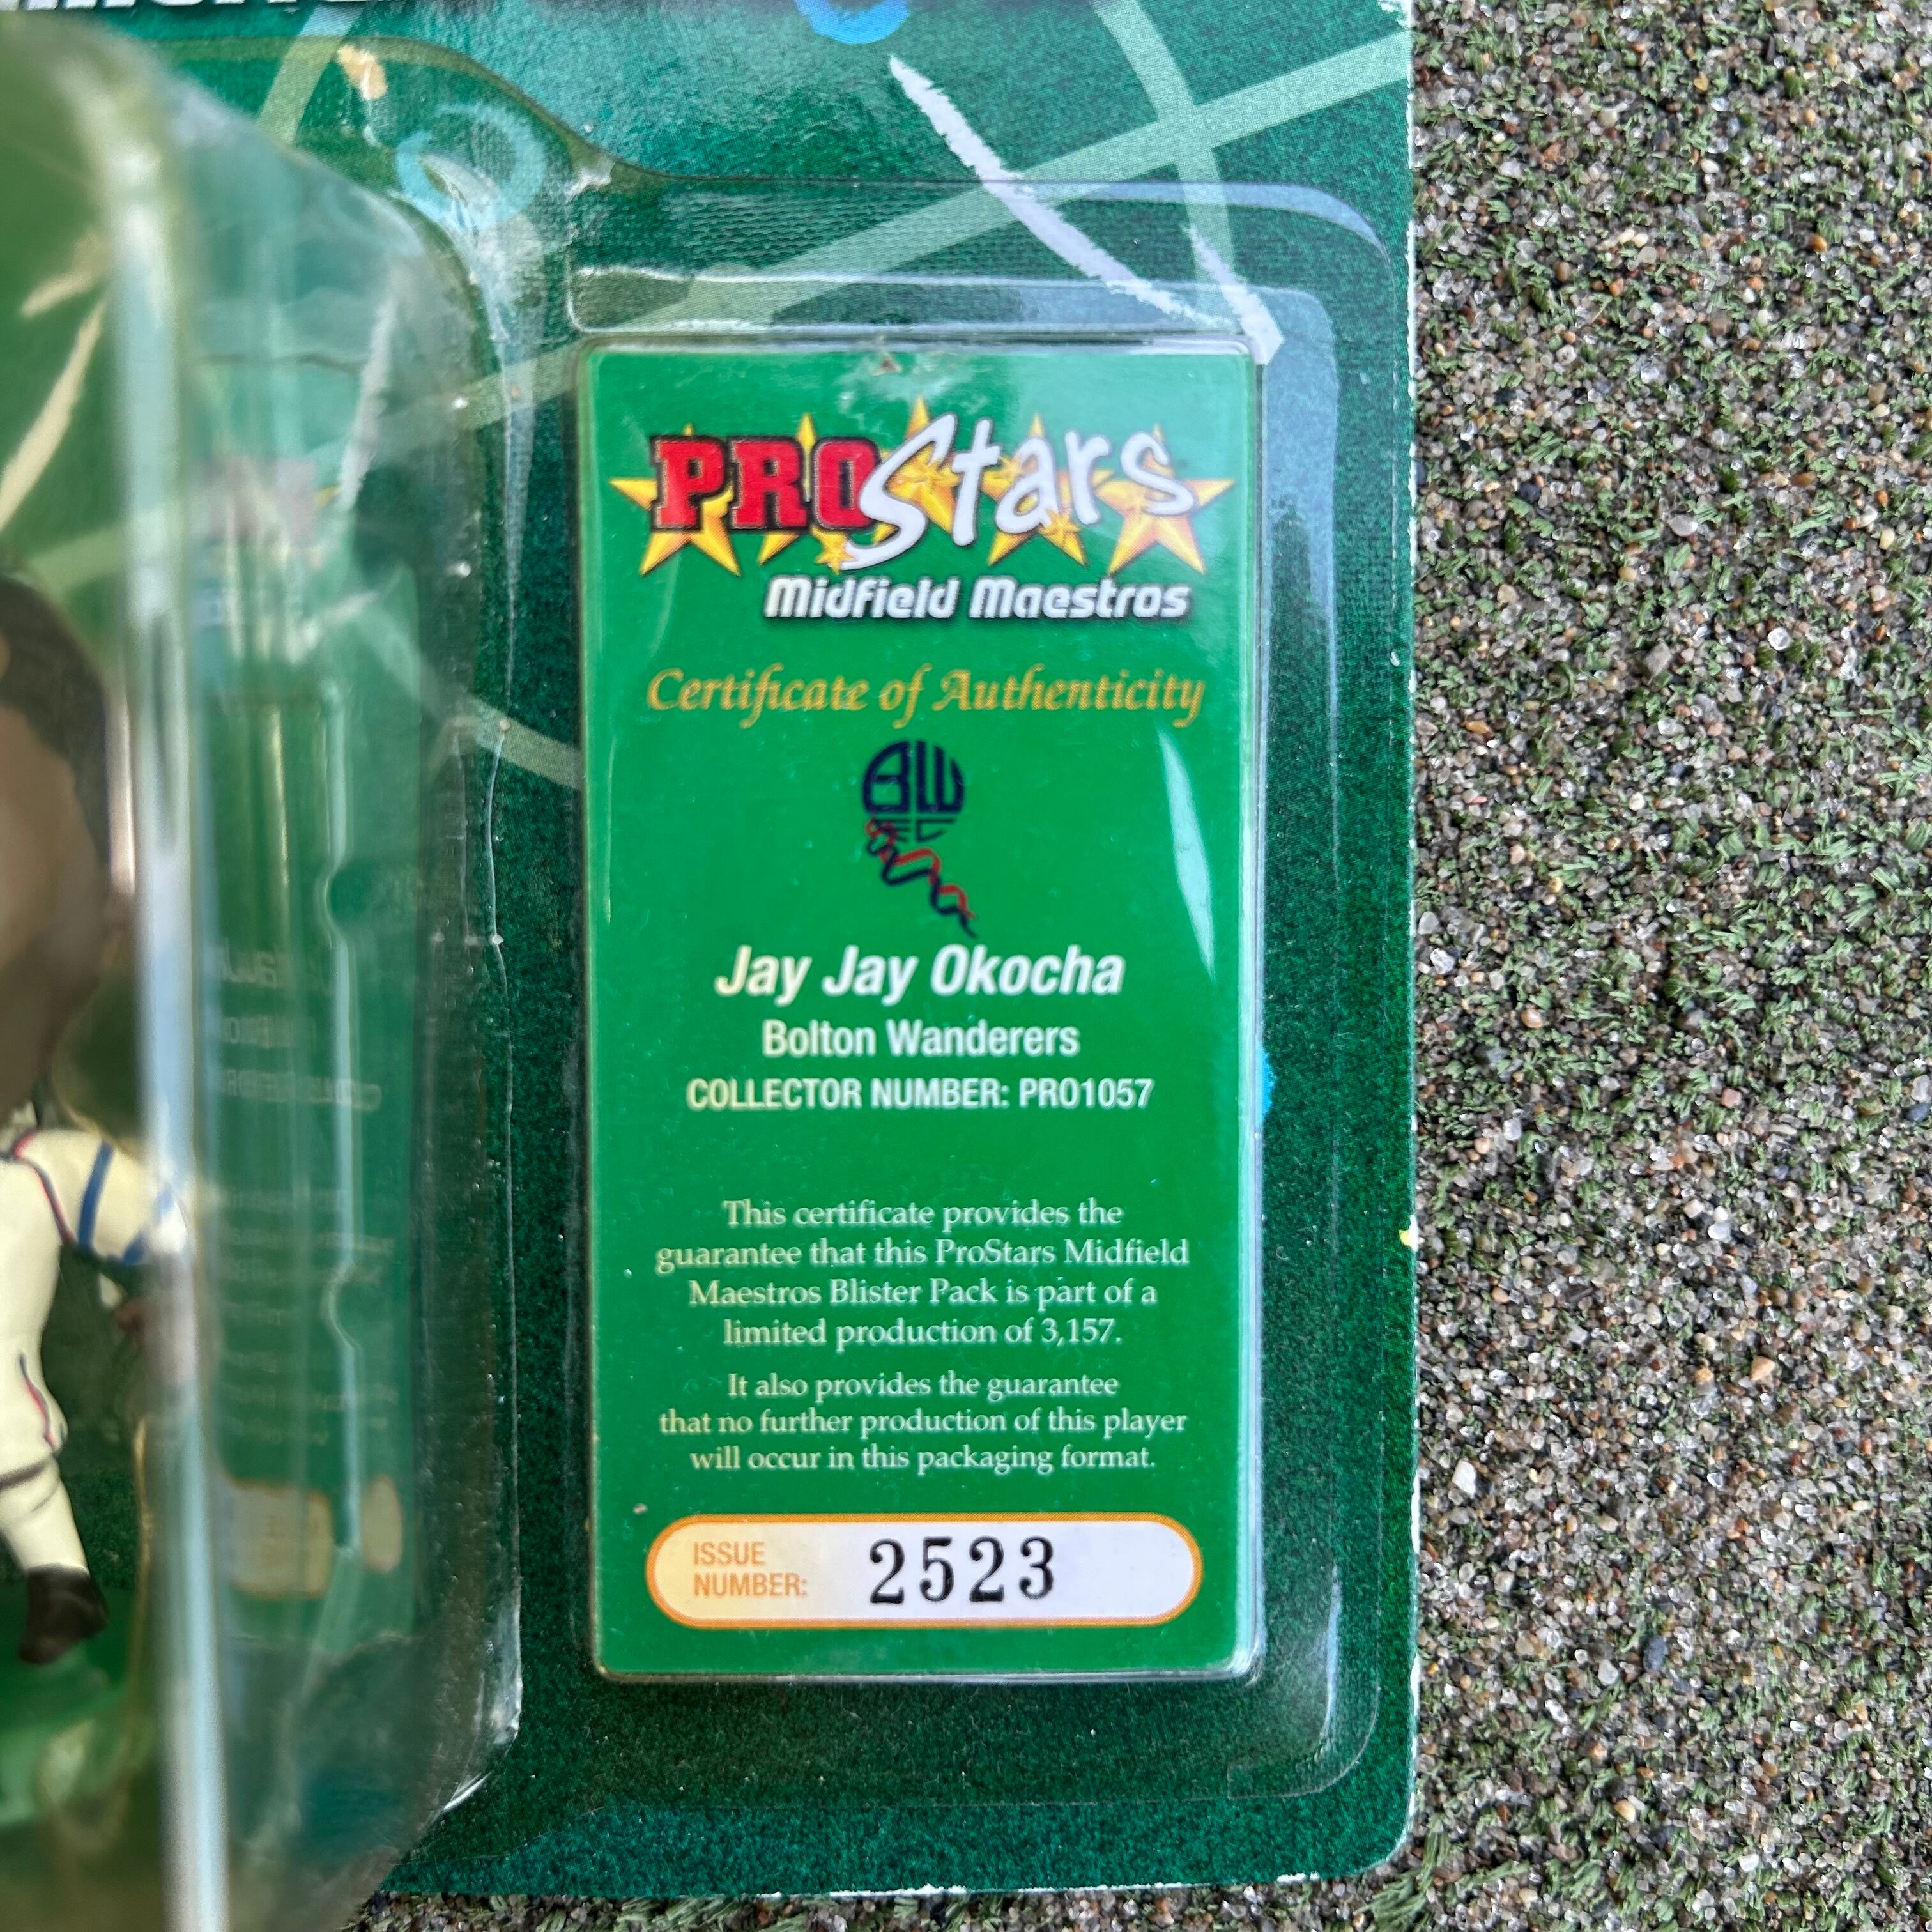 PROStars
Midfield Maestros
Certificate of Authenticity
BW
FC
Jay Jay Okocha
Bolton Wanderers
COLLECTOR NUMBER: PRO1057
This certificate provides the
guarantee that this ProStars Midfield
Maestros Blister Pack is part of a
limited production of 3,157.
It also provides the guarantee
that no further production of this player
will occur in this packaging format.
ISSUE
NUMBER: 2523